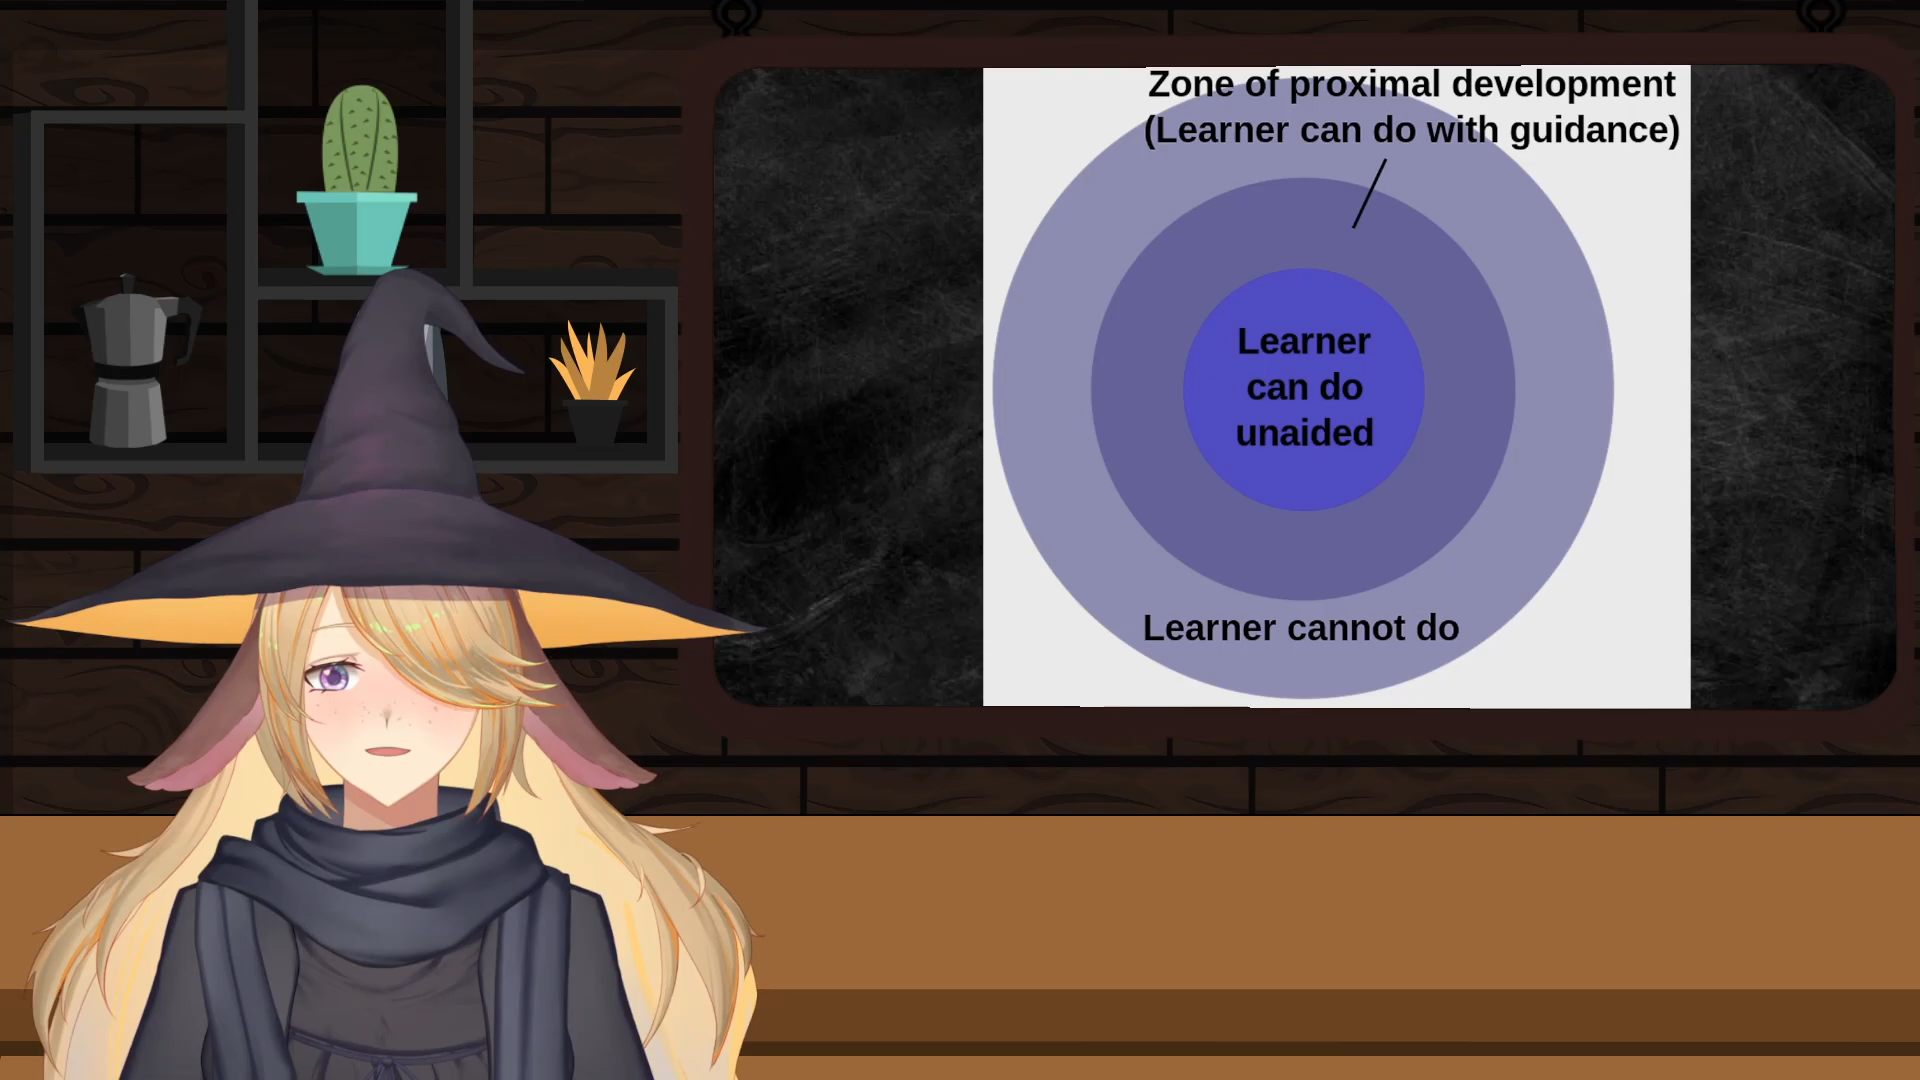 Zone of proximal development
(Learner can do with guidance)
Learner
can do
unaided
Learner cannot do